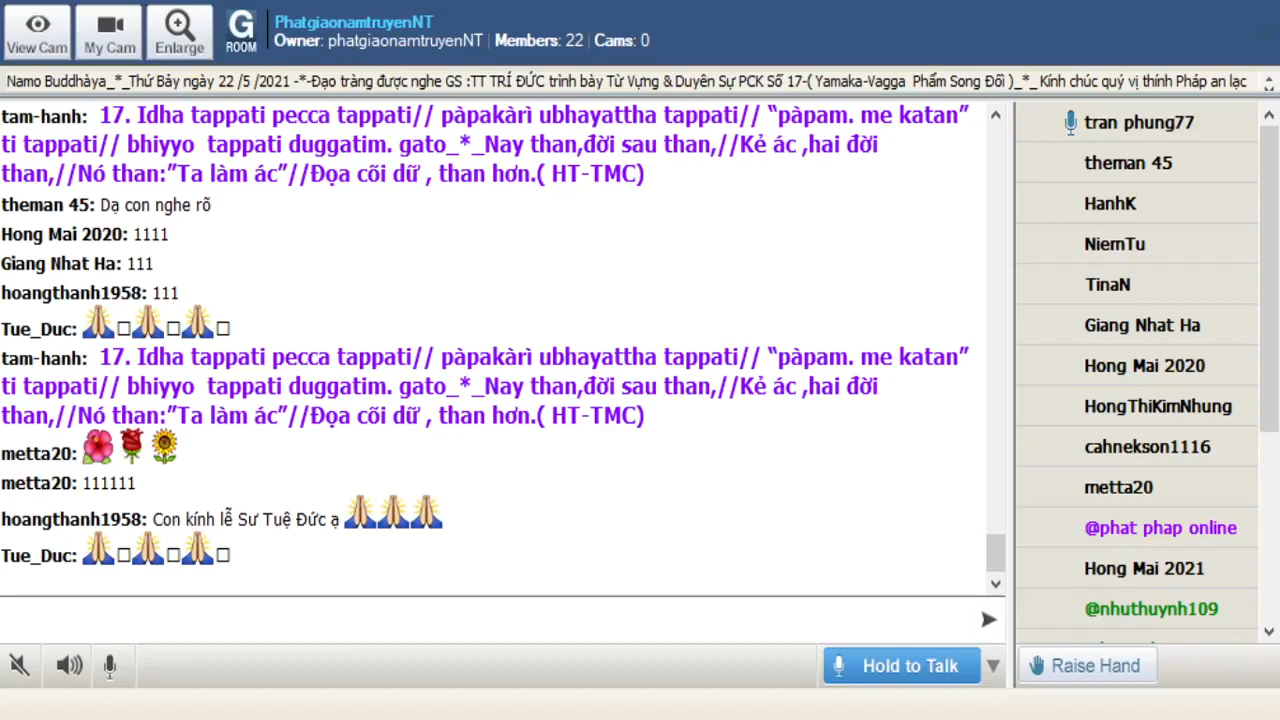 View Cam
My Cam
Enlarge
G
ROOM
PhatgiaonamtruyenNT
Owner: phatgiaonamtruyenNT | Members: 22 | Cams: 0
Namo Buddhàya_*_Thứ Bảy ngày 22 /5 /2021 -*-Đạo tràng được nghe GS :TT TRÍ ĐỨC trình bày Từ Vựng & Duyên Sự PCK Số 17-( Yamaka-Vagga Phẩm Song Đối )_*_ Kính chúc quý vị thính Pháp an lạc
tam-hanh: 17. Idha tappati pecca tappati// pàpakàrì ubhayattha tappati// “pàpam. me katan”
ti tappati// bhiyyo tappati duggatim. gato_*_Nay than,đời sau than,//Kẻ ác ,hai đời
than,//Nó than:”Ta làm ác”//Đọa cõi dữ , than hơn.( HT-TMC)
theman 45: Dạ con nghe rõ
Hong Mai 2020: 1111
Giang Nhat Ha: 111
hoangthanh1958: 111
Tue_Duc:
tam-hanh: 17. Idha tappati pecca tappati// pàpakàrì ubhayattha tappati// “pàpam. me katan”
ti tappati// bhiyyo tappati duggatim. gato_*_Nay than,đời sau than,//Kẻ ác ,hai đời
than,//Nó than:”Ta làm ác”//Đọa cõi dữ , than hơn.( HT-TMC)
metta20:
metta20: 111111
hoangthanh1958: Con kính lễ Sư Tuệ Đức ạ
Tue_Duc:
tran phung77
theman 45
HanhK
NiemTu
TinaN
Giang Nhat Ha
Hong Mai 2020
HongThiKimNhung
cahnekson1116
metta20
@phat phap online
Hong Mai 2021
@nhuthuynh109
Hold to Talk
Raise Hand